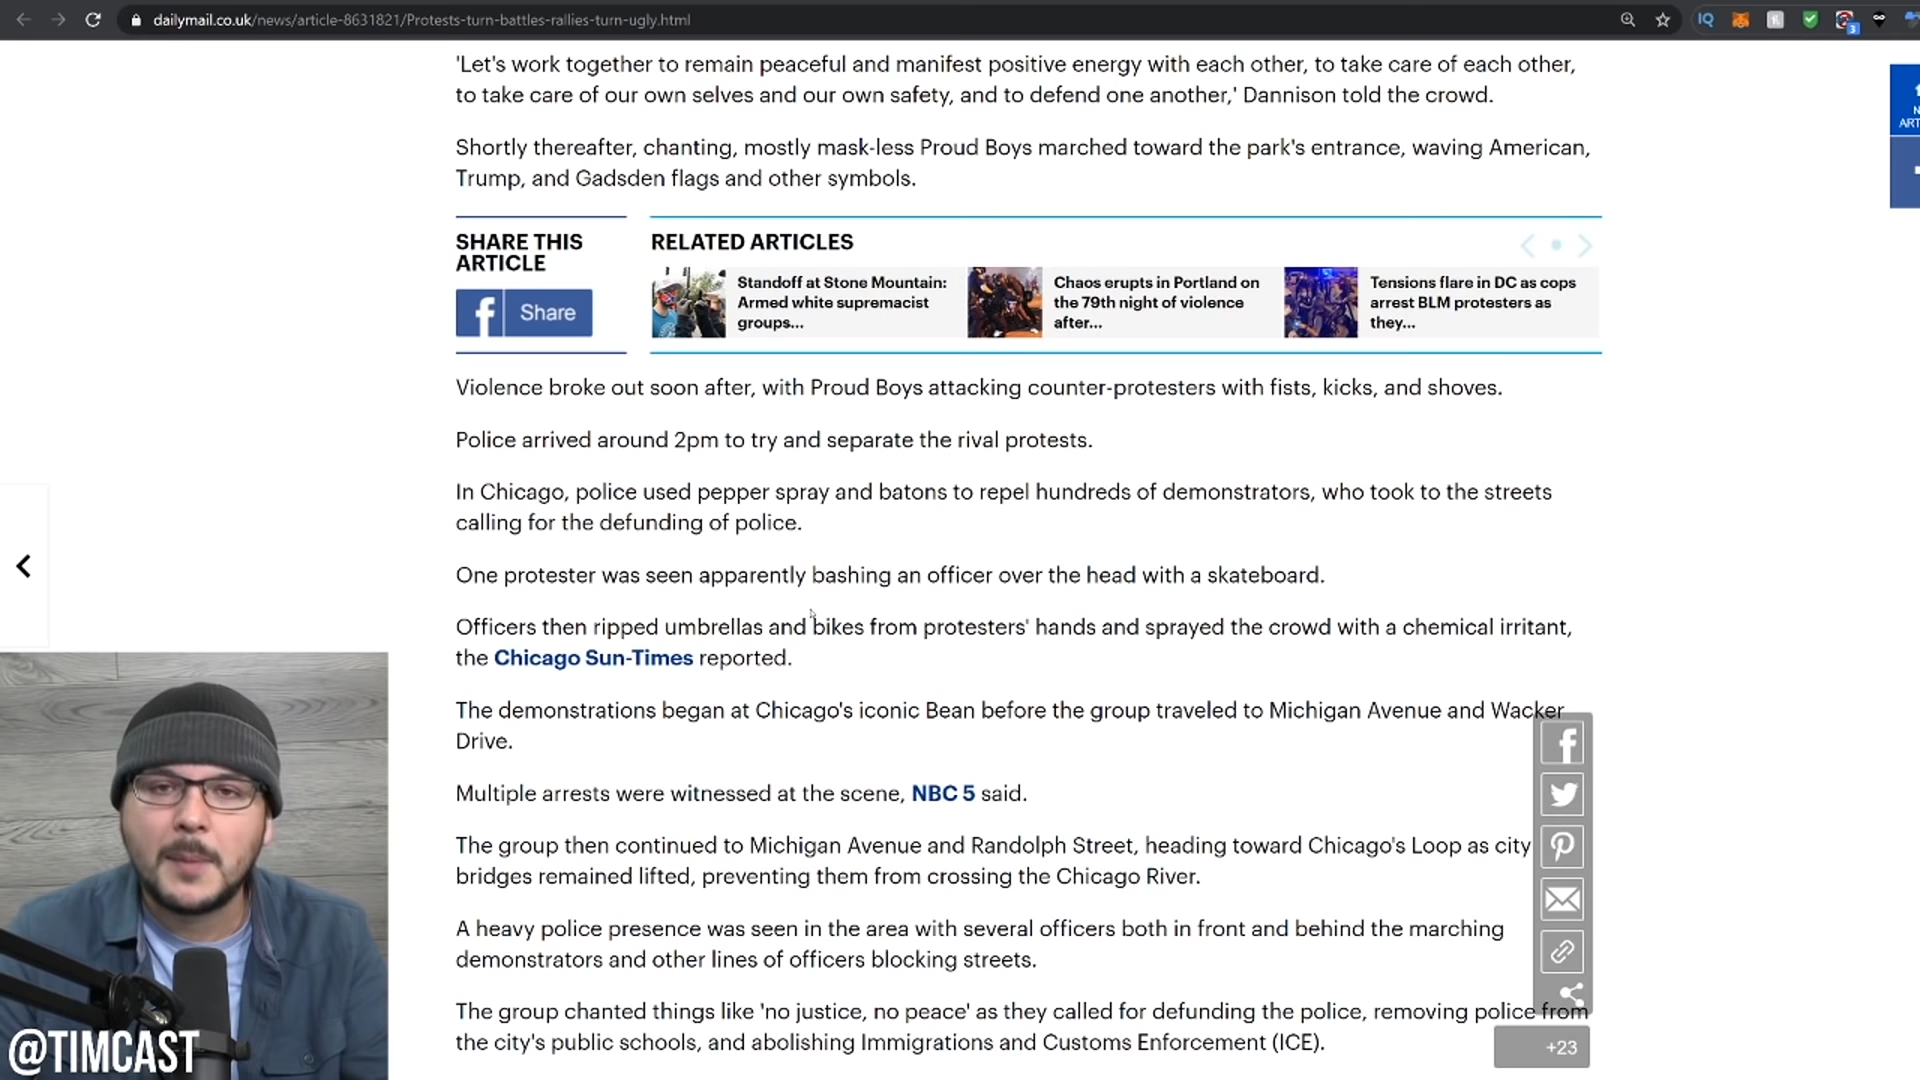 dailymail.co.uk/news/article-8631821/Protests-turn-battles-rallies-turn-ugly.html
IQ
3
'Let's work together to remain peaceful and manifest positive energy with each other, to take care of each other,
to take care of our own selves and our own safety, and to defend one another,' Dannison told the crowd.
N
ART
Shortly thereafter, chanting, mostly mask-less Proud Boys marched toward the park's entrance, waving American,
Trump, and Gadsden flags and other symbols.
SHARE THIS
ARTICLE
f Share
RELATED ARTICLES
Standoff at Stone Mountain:
Armed white supremacist
groups...
Chaos erupts in Portland on
the 79th night of violence
after...
Tensions flare in DC as cops
arrest BLM protesters as
they...
Violence broke out soon after, with Proud Boys attacking counter-protesters with fists, kicks, and shoves.
Police arrived around 2pm to try and separate the rival protests.
In Chicago, police used pepper spray and batons to repel hundreds of demonstrators, who took to the streets
calling for the defunding of police.
One protester was seen apparently bashing an officer over the head with a skateboard.
Officers then ripped umbrellas and bikes from protesters' hands and sprayed the crowd with a chemical irritant,
the Chicago Sun-Times reported.
The demonstrations began at Chicago's iconic Bean before the group traveled to Michigan Avenue and Wacker
Drive.
Multiple arrests were witnessed at the scene, NBC 5 said.
The group then continued to Michigan Avenue and Randolph Street, heading toward Chicago's Loop as city
bridges remained lifted, preventing them from crossing the Chicago River.
A heavy police presence was seen in the area with several officers both in front and behind the marching
demonstrators and other lines of officers blocking streets.
The group chanted things like 'no justice, no peace' as they called for defunding the police, removing police from
the city's public schools, and abolishing Immigrations and Customs Enforcement (ICE).
+23
@TIMCAST